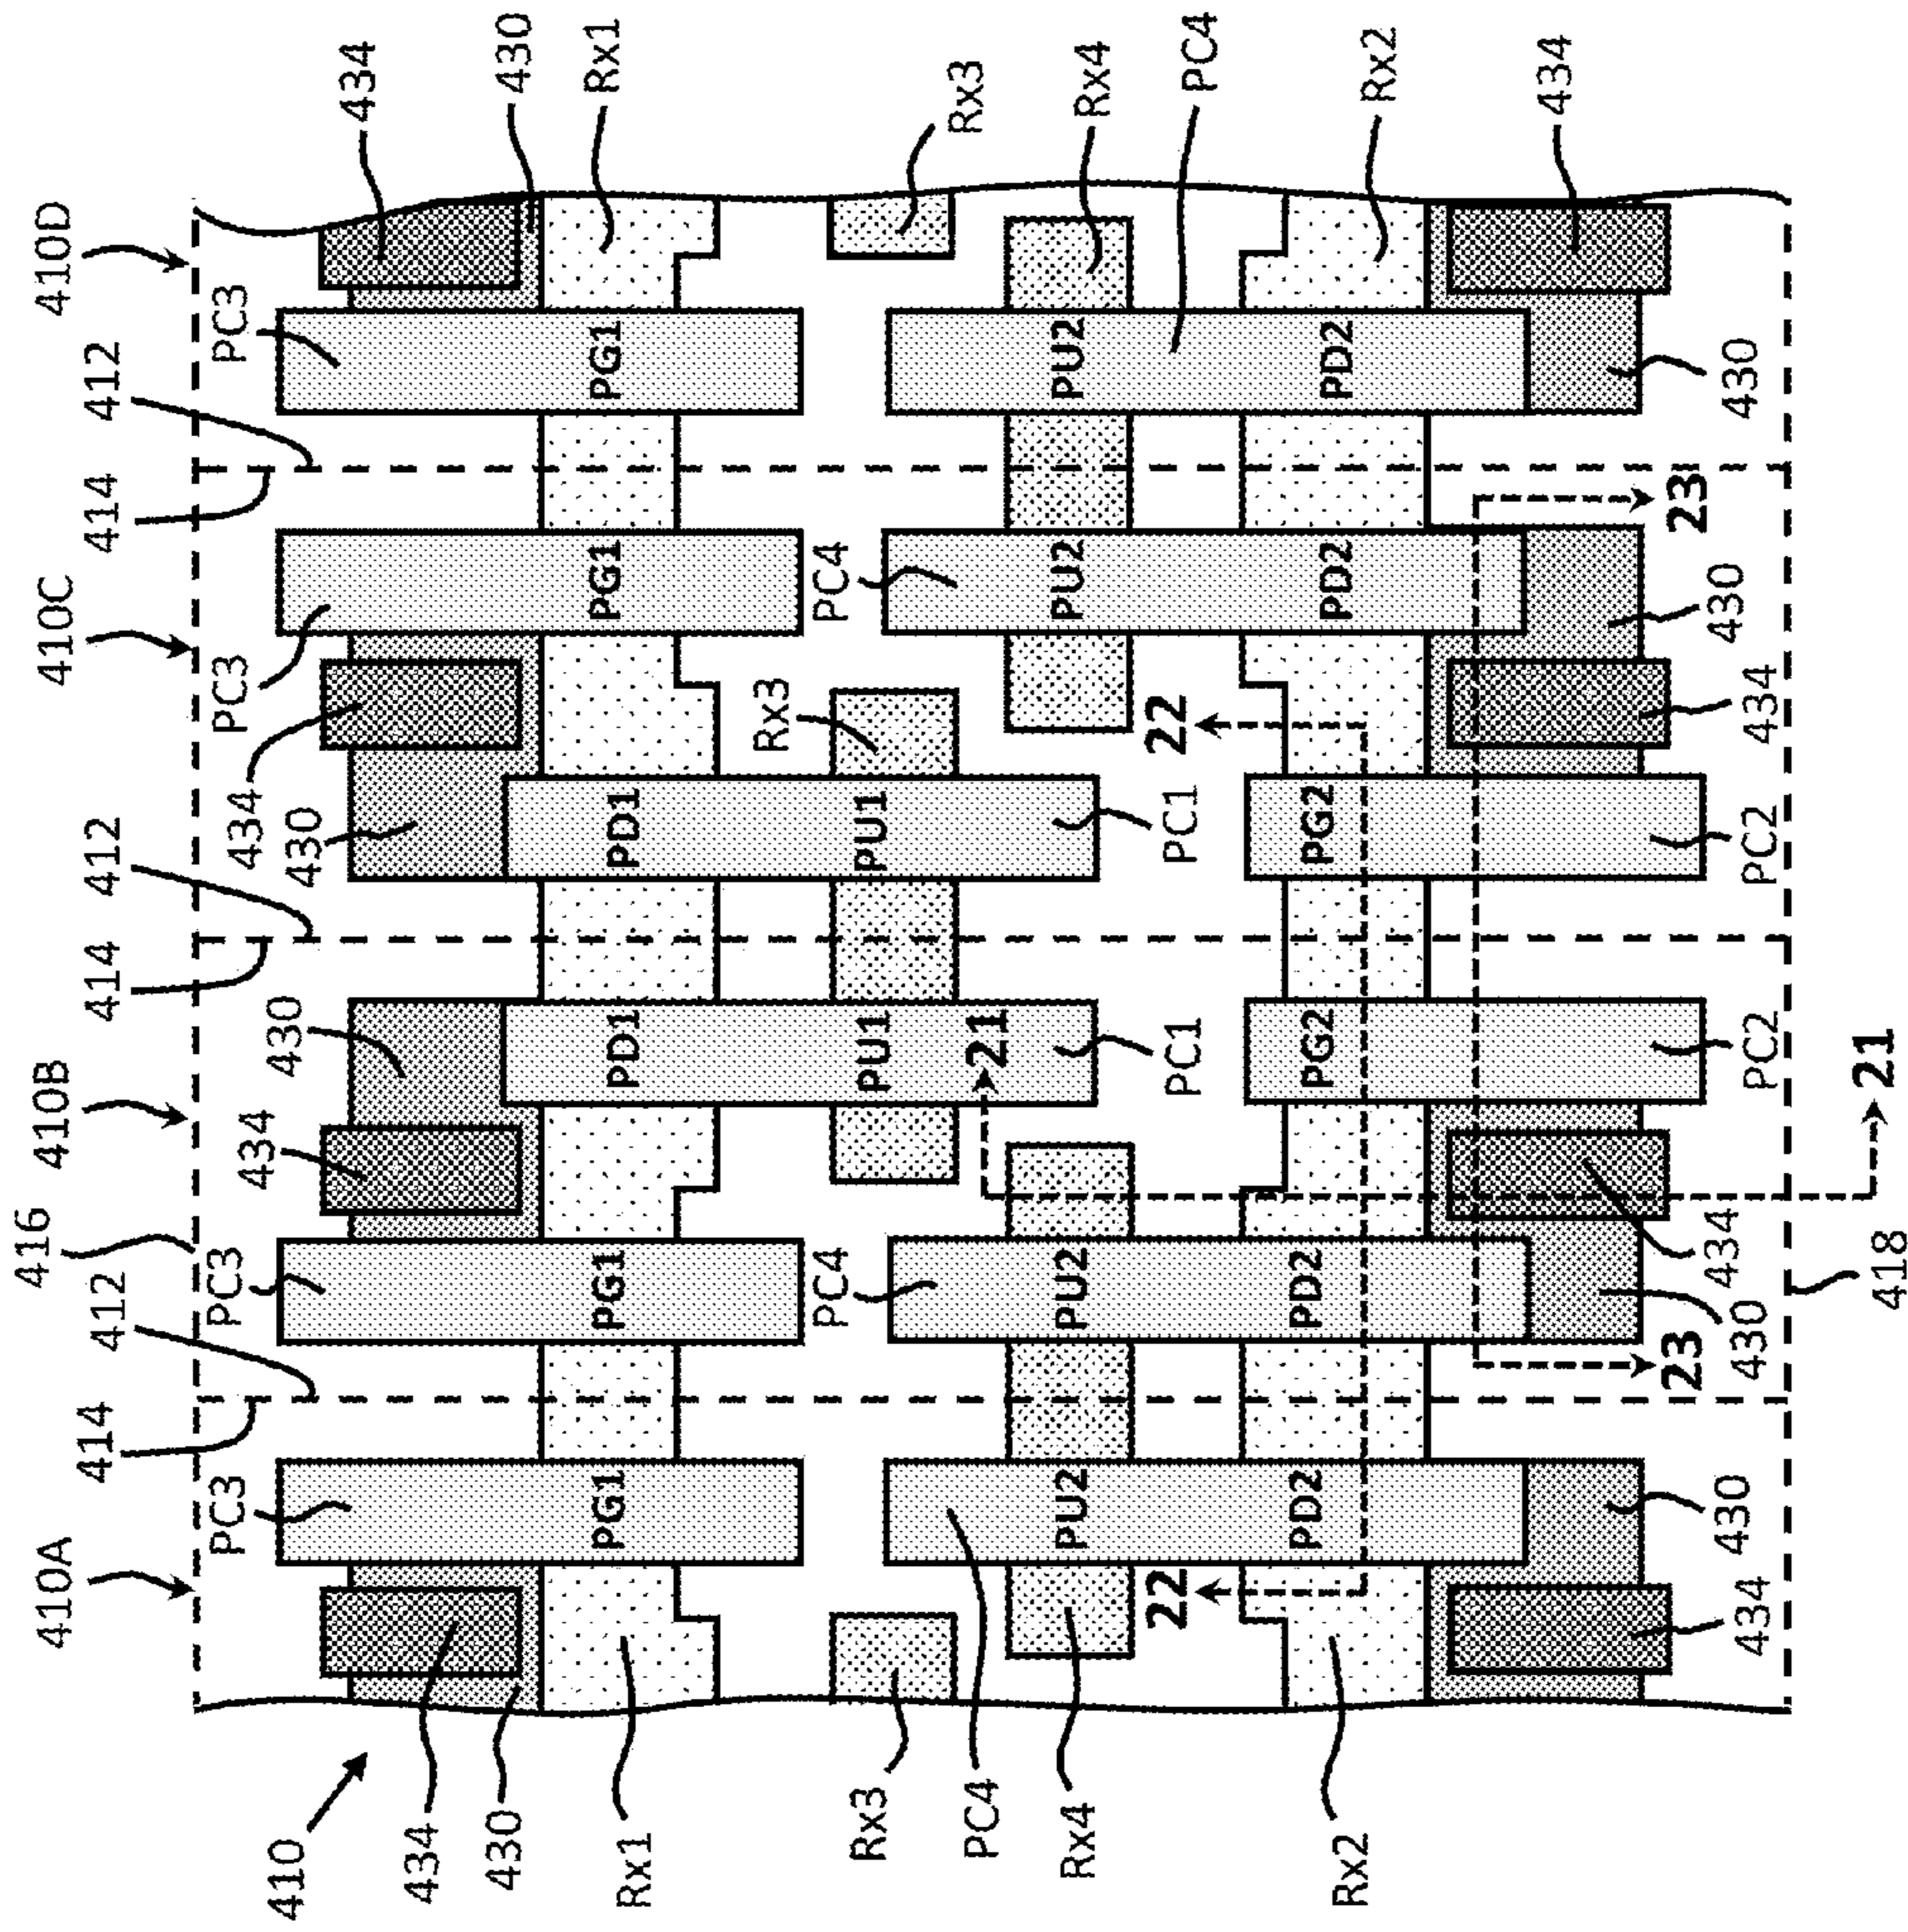 416
410A 410B 410C 410D
414 412 414 412 414 412
PC3 PC3 PC3 PC3
434 434
410 430 430
434
434
430 430
Rx1 PG1 PG1 PD1 PD1 PG1 PG1 Rx1
Rx3
PC4 PC4
Rx3 PU1 PU1
Rx3
PC4 21
Rx4 PU2 PU2 PU2 PU2 Rx4
22 PC1 PC1 22 PC4
PD2 PD2 PG2 PG2 PD2 PD2
Rx2 Rx2
434
23 23
430 430 434 430 430
434 PC2 PC2 434
418 21